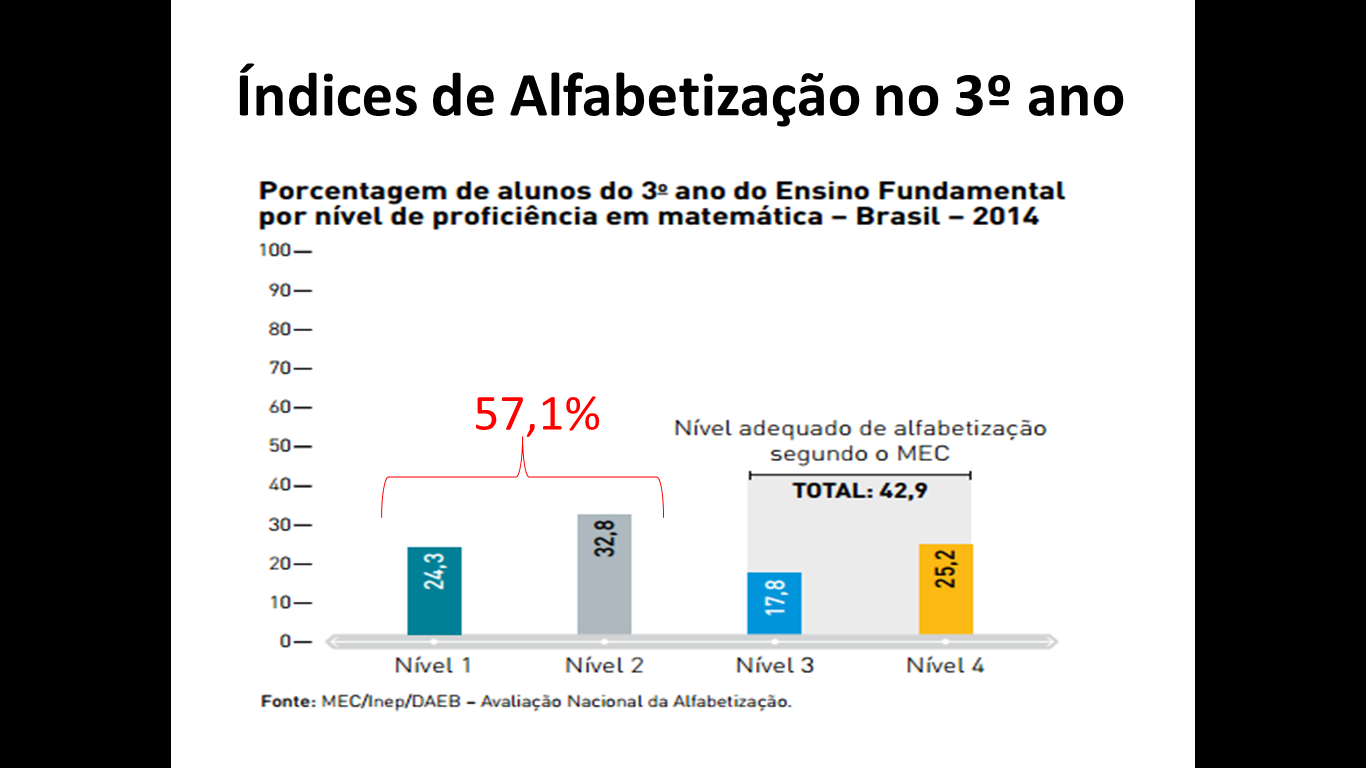 Índices de Alfabetização no 3º ano
Porcentagem de alunos do 3º ano do Ensino Fundamental
por nível de proficiência em matemática – Brasil – 2014
100
90
80
70
60
50
40
30
20
10
0
57,1%
Nível adequado de alfabetização
segundo o MEC
TOTAL: 42,9
24,3
32,8
17,8
25,2
Nível 1
Nível 2
Nível 3
Nível 4
Fonte: MEC/Inep/DAEB – Avaliação Nacional da Alfabetização.